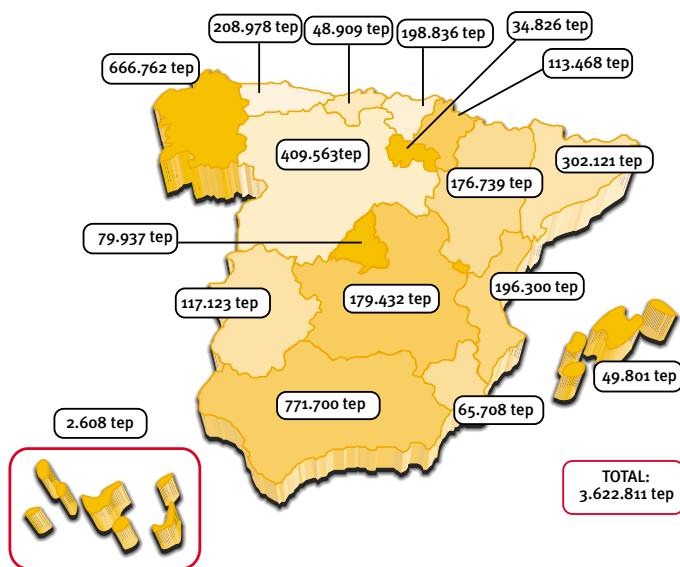 208.978 tep
48.909 tep
198.836 tep
34.826 tep
113.468 tep
666.762 tep
409.563tep
302.121 tep
176.739 tep
79.937 tep
196.300 tep
117.123 tep
179.432 tep
49.801 tep
771.700 tep
65.708 tep
2.608 tep
TOTAL:
3.622.811 tep